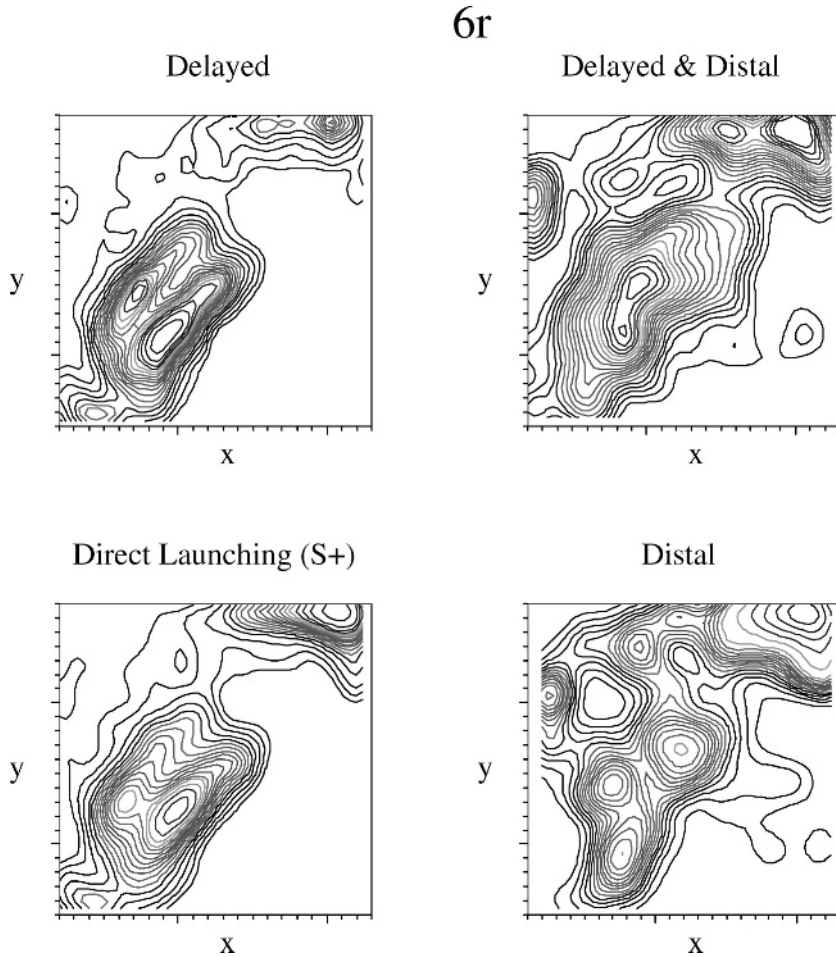 6r
Delayed
Delayed & Distal
y
y
x
x
Direct Launching (S+)
Distal
y
y
x
x